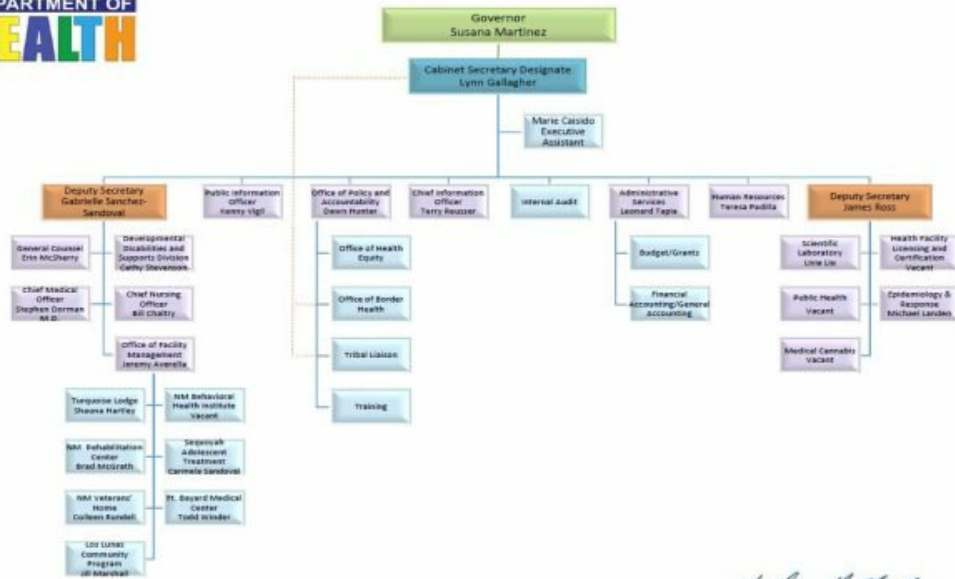 PARTMENT OF
EALTH
Governor
Susana Martinez
Cabinet Secretary Designate
Lynn Gallagher
Marie Casido
Executive
Assistant
Deputy Secretary
Gabrielle Sanchez-
Sandoval
Public Information
Officer
Kenny Vigil
Office of Policy and
Accountability
Dawn Hunter
Chief Information
Officer
Terry Reusser
Internal Audit
Administrative
Services
Leonard Tapia
Human Resources
Teresa Padilla
Deputy Secretary
James Ross
General Counsel
Erin McSherry
Developmental
Disabilities and
Supports Division
Cathy Stevenson
Office of Health
Equity
Budget/Grants
Scientific
Laboratory
Health Facility
Licensing and
Certification
Vacant
Chief Medical
Officer
Stephen Dorman
M.D.
Chief Nursing
Officer
Bill Chaltry
Office of Border
Health
Financial
Accounting/General
Accounting
Public Health
Vacant
Epidemiology &
Response
Michael Landen
Office of Facility
Management
Jeremy Averella
Tribal Liaison
Medical Cannabis
Vacant
Turquoise Lodge
Shauna Hartley
NM Behavioral
Health Institute
Vacant
Training
NM Rehabilitation
Center
Brad McGrath
Sequoyah
Adolescent
Treatment
Carmela Sandoval
NM Veterans'
Home
Colleen Rundell
Ft. Bayard Medical
Center
Todd Winder
Los Lunas
Community
Program
Jill Marshall